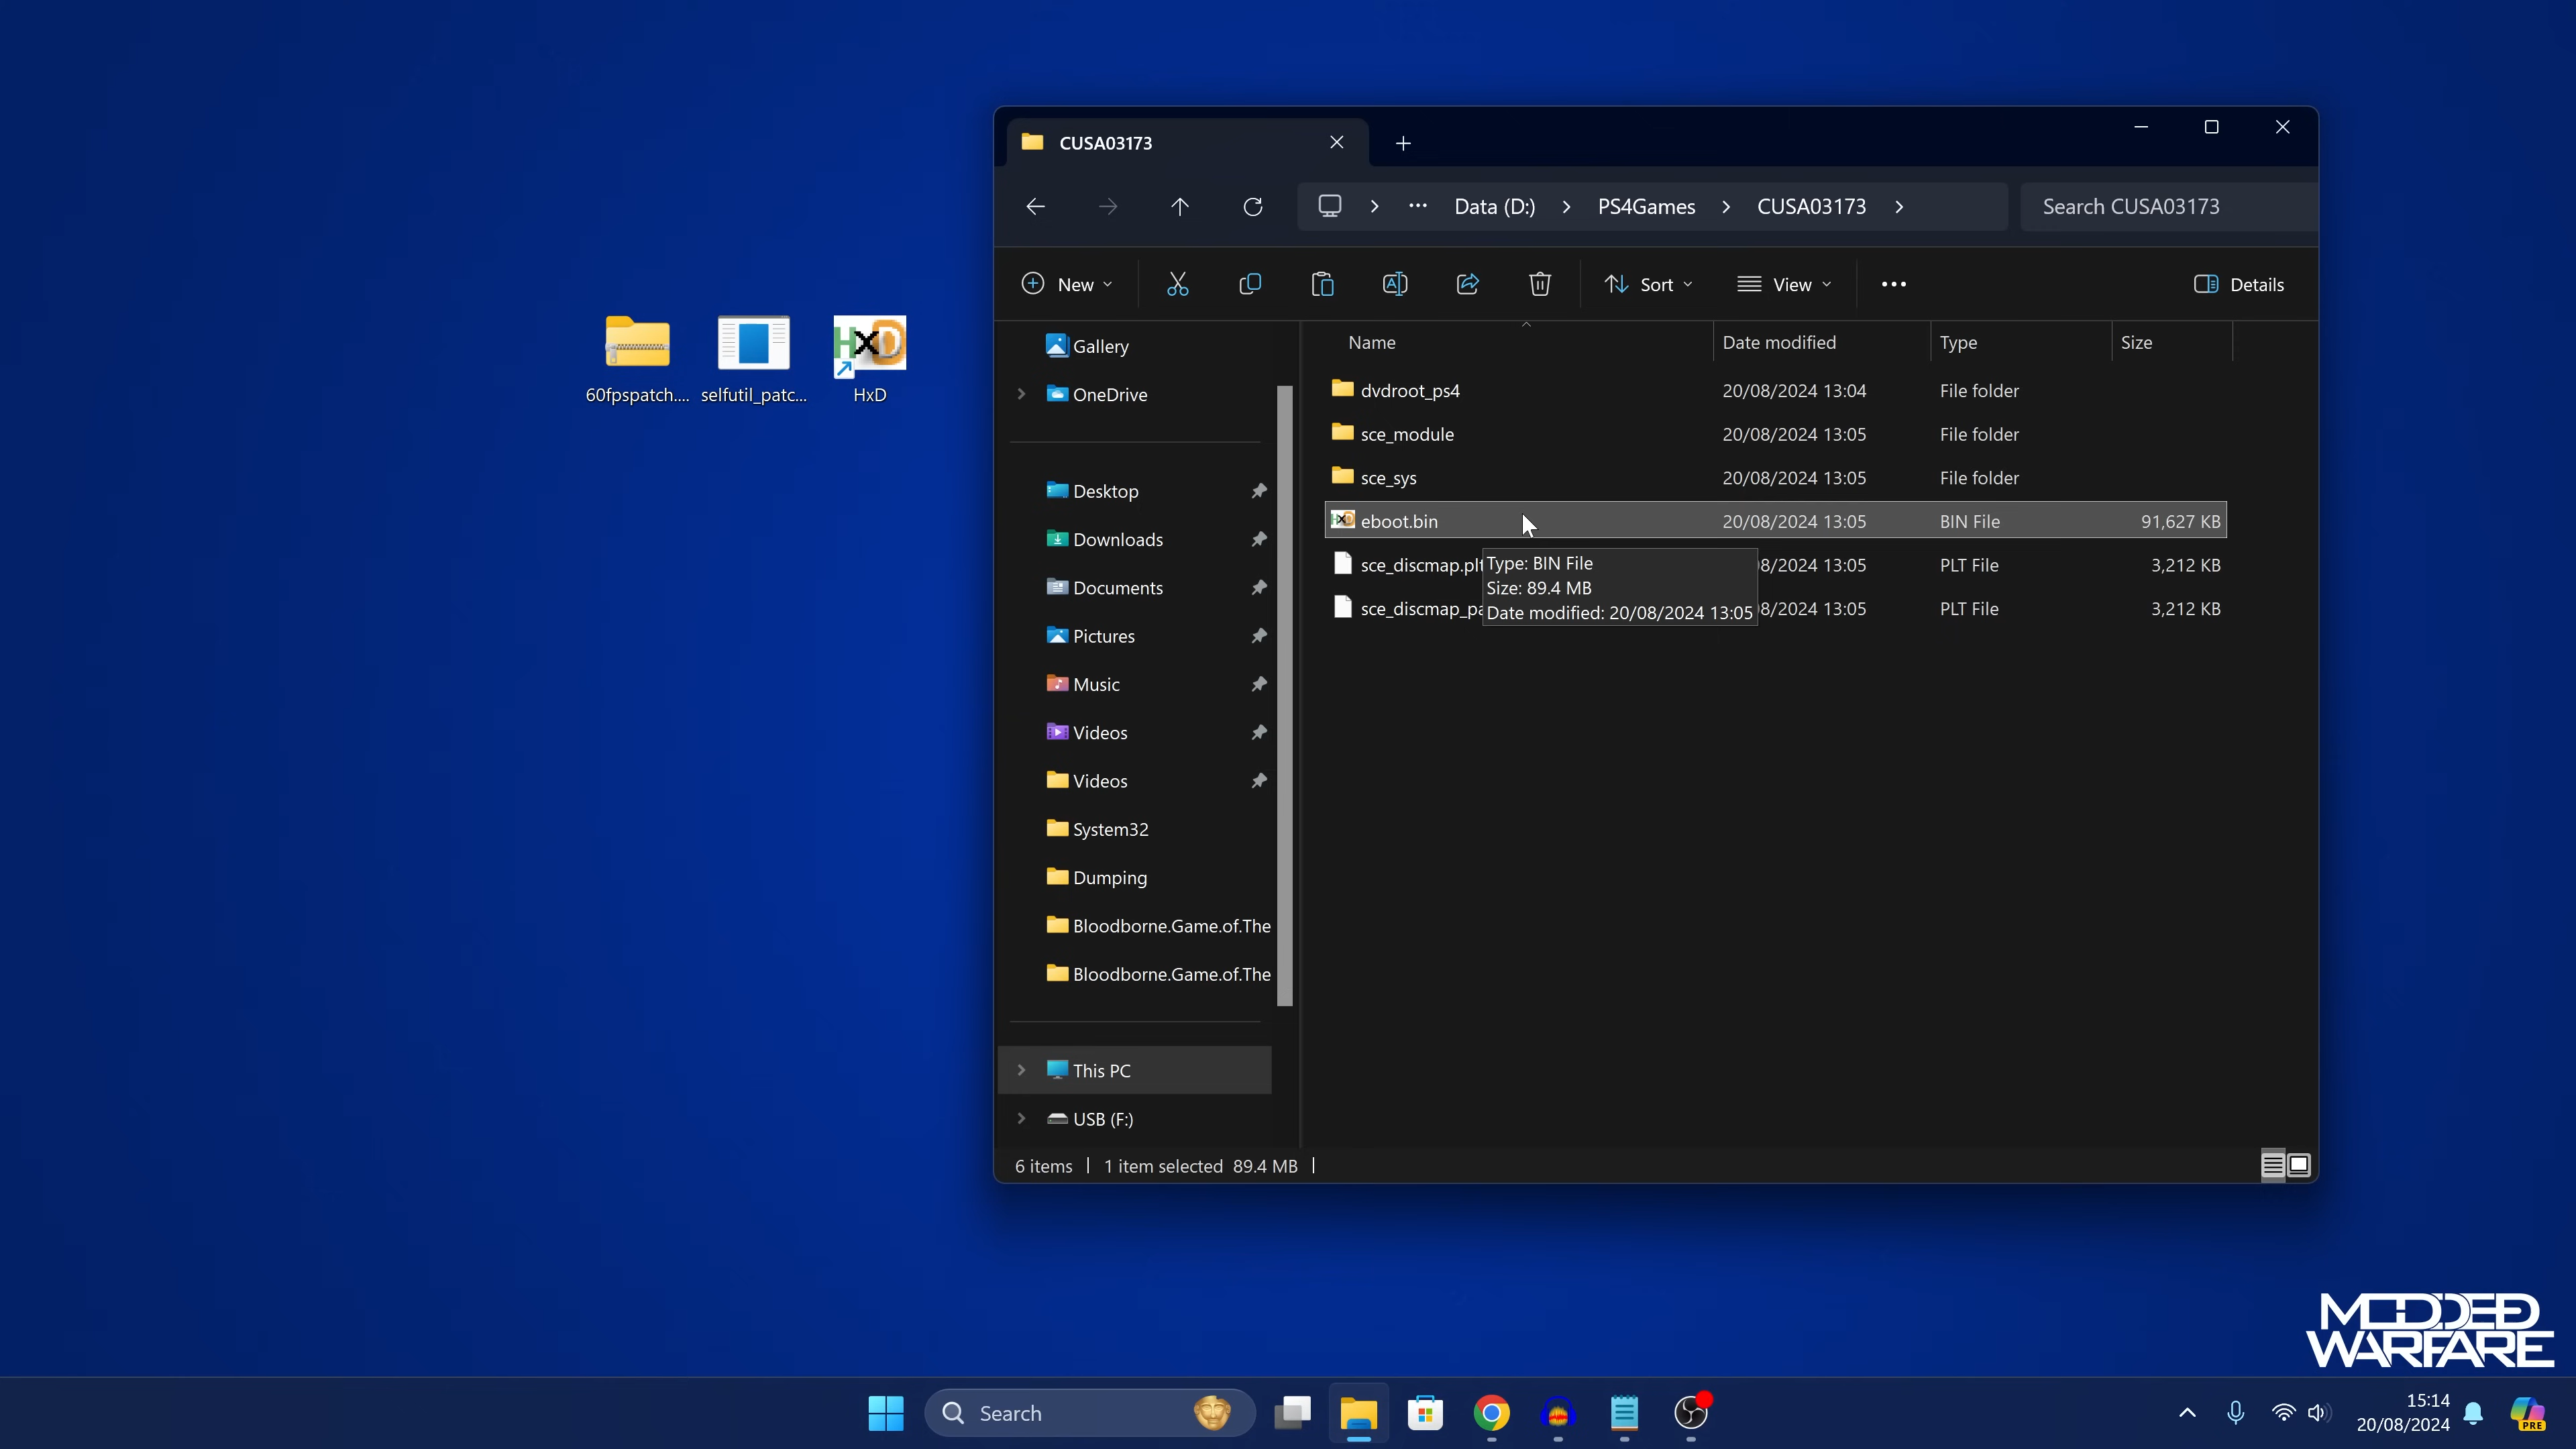 CUSA03173
Data (D:) PS4Games CUSA03173
Search CUSA03173
New
Sort
View
Details
60fpspatch....
selfutil_patc...
HxD
Gallery
OneDrive
Desktop
Downloads
Documents
Pictures
Music
Videos
Videos
System32
Dumping
Bloodborne.Game.of.The
Bloodborne.Game.of.The
This PC
USB (F:)
Name Date modified Type Size
dvdroot_ps4 20/08/2024 13:04 File folder
sce_module 20/08/2024 13:05 File folder
sce_sys 20/08/2024 13:05 File folder
eboot.bin 20/08/2024 13:05 BIN File 91,627 KB
sce_discmap.plt 8/2024 13:05 PLT File 3,212 KB
sce_discmap_pa 8/2024 13:05 PLT File 3,212 KB
Type: BIN File
Size: 89.4 MB
Date modified: 20/08/2024 13:05
6 items 1 item selected 89.4 MB
MODDED
WARFARE
Search
15:14
20/08/2024
PRE